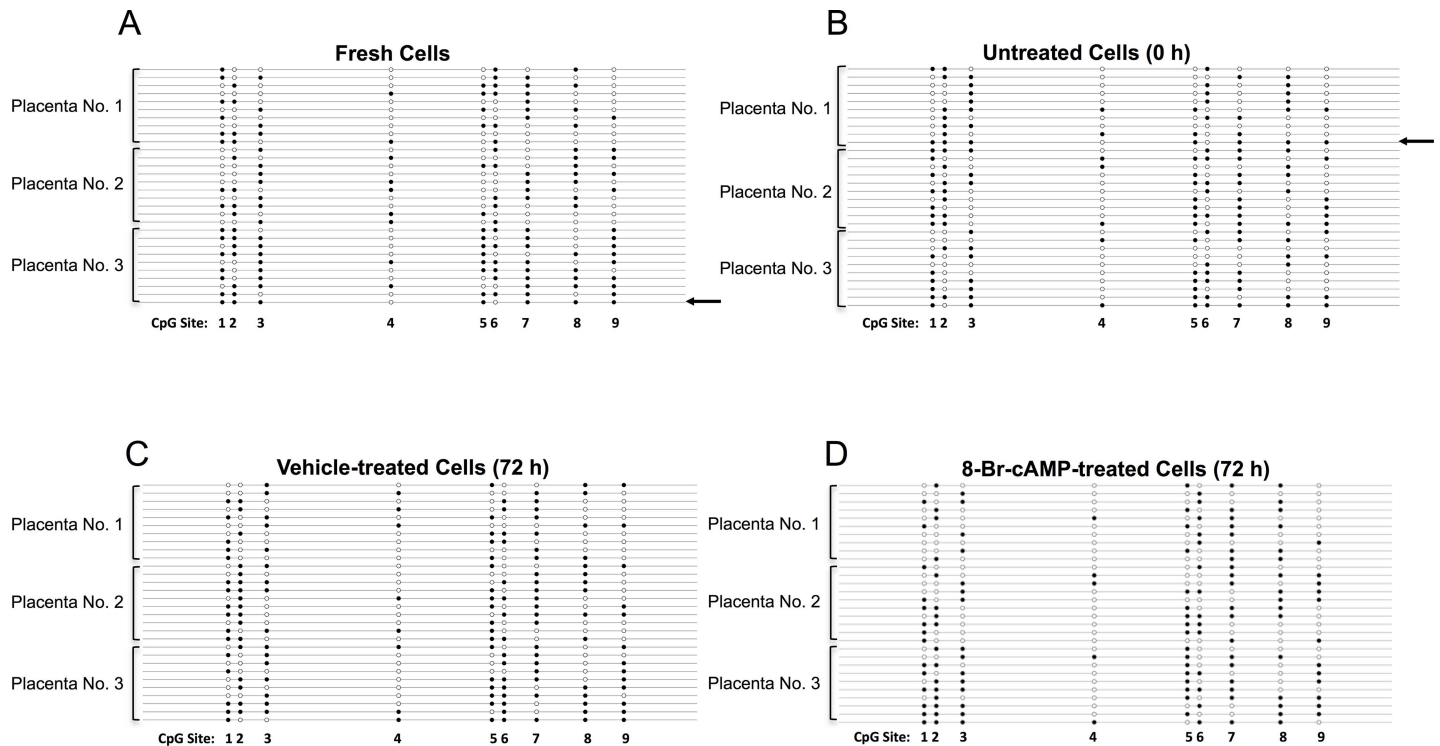 A
Fresh Cells
Placenta No. 1
Placenta No. 2
Placenta No. 3
CpG Site: 1 2 3 4 5 6 7 8 9
B
Untreated Cells (0 h)
Placenta No. 1
Placenta No. 2
Placenta No. 3
CpG Site: 1 2 3 4 5 6 7 8 9
C
Vehicle-treated Cells (72 h)
Placenta No. 1
Placenta No. 2
Placenta No. 3
CpG Site: 1 2 3 4 5 6 7 8 9
D
8-Br-cAMP-treated Cells (72 h)
Placenta No. 1
Placenta No. 2
Placenta No. 3
CpG Site: 1 2 3 4 5 6 7 8 9